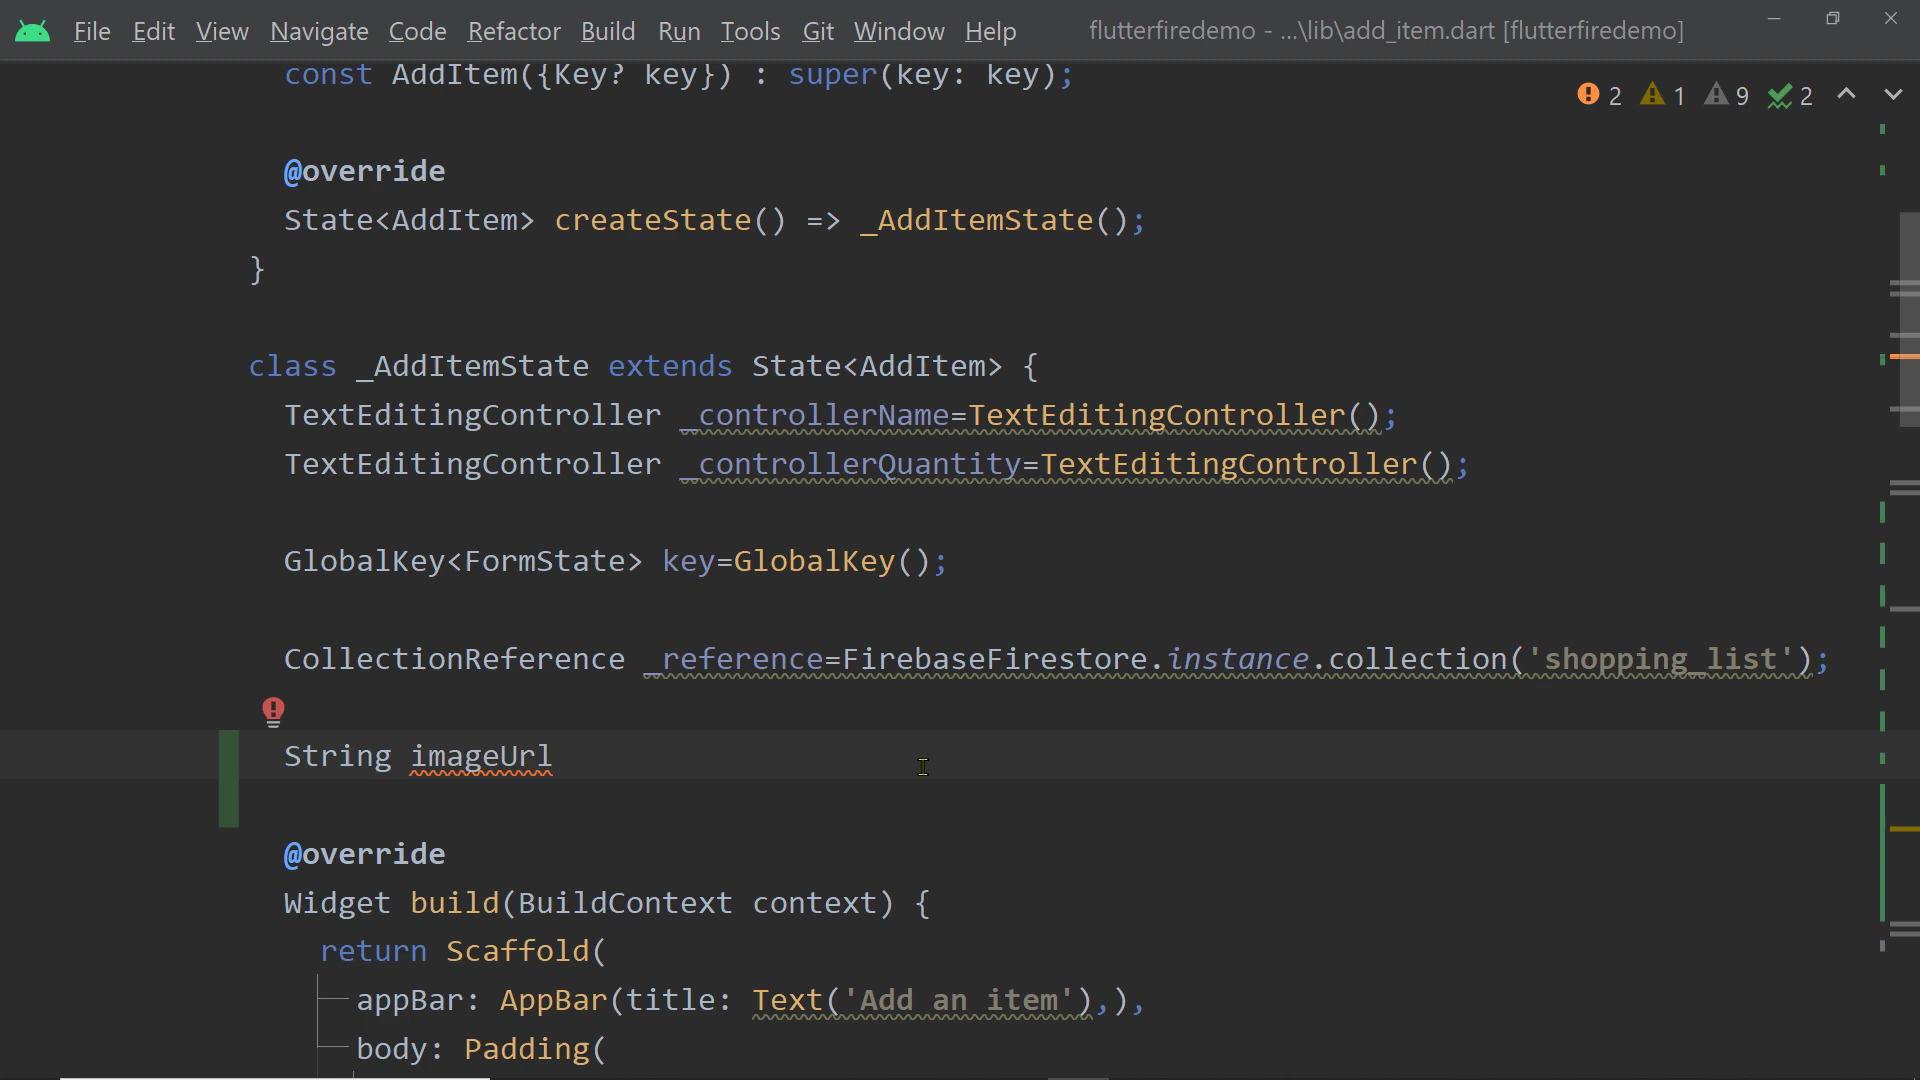 File Edit View Navigate Code Refactor Build Run Tools Git Window Help flutterfiredemo - ...\lib\add_item.dart [flutterfiredemo]
const AddItem({Key? key}) : super(key: key);
2 1 9 2
@override
State<AddItem> createState() => _AddItemState();
}
class _AddItemState extends State<AddItem> {
TextEditingController _controllerName=TextEditingController();
TextEditingController _controllerQuantity=TextEditingController();
GlobalKey<FormState> key=GlobalKey();
CollectionReference _reference=FirebaseFirestore.instance.collection('shopping_list');
String imageUrl
@override
Widget build(BuildContext context) {
return Scaffold(
appBar: AppBar(title: Text('Add an item'),),
body: Padding(